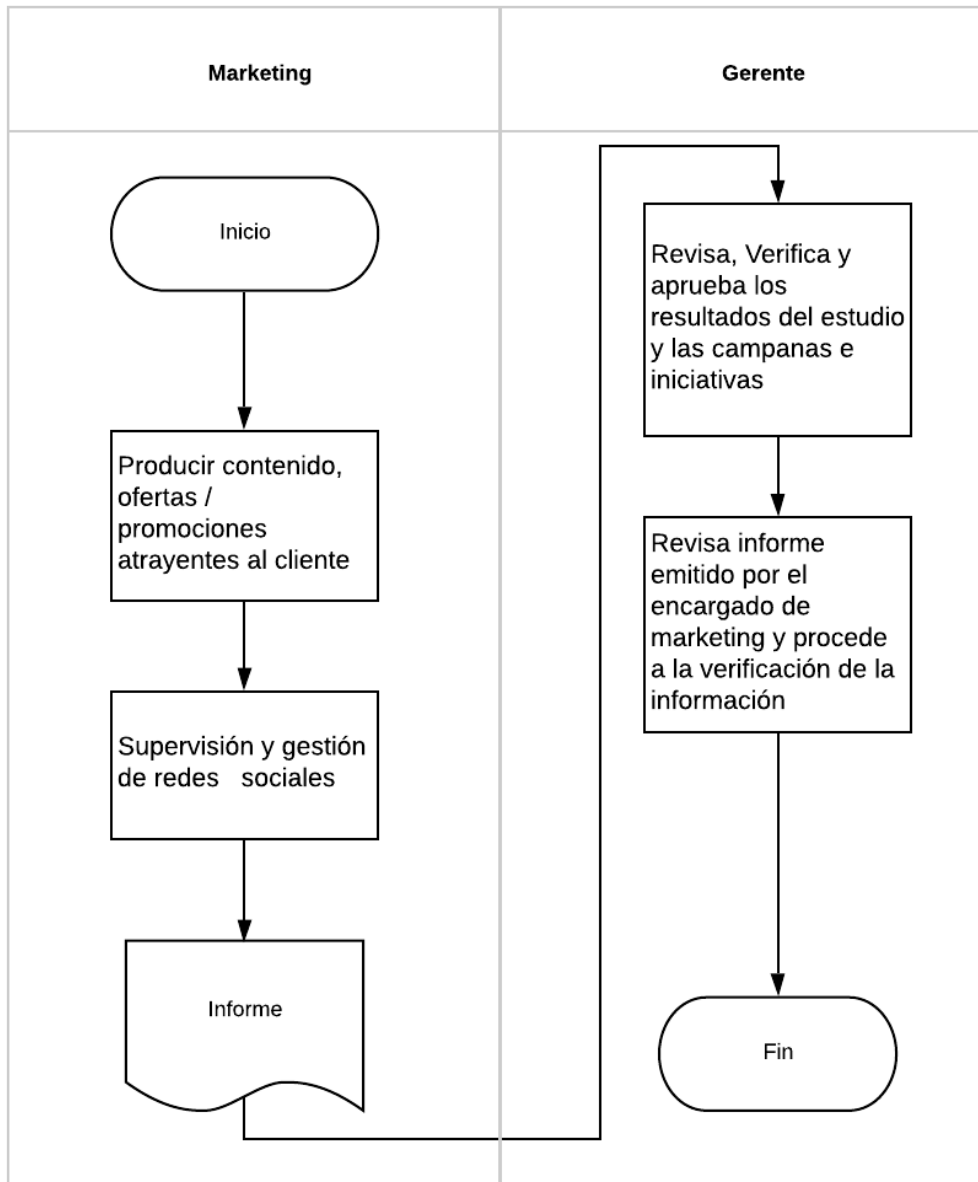 Marketing
Gerente
Inicio
Producir contenido,
ofertas /
promociones
atrayentes al cliente
Supervisión y gestión
de redes   sociales
Informe
Revisa, Verifica y
aprueba los
resultados del estudio
y las campanas e
iniciativas
Revisa informe
emitido por el
encargado de
marketing y procede
a la verificación de la
información
Fin